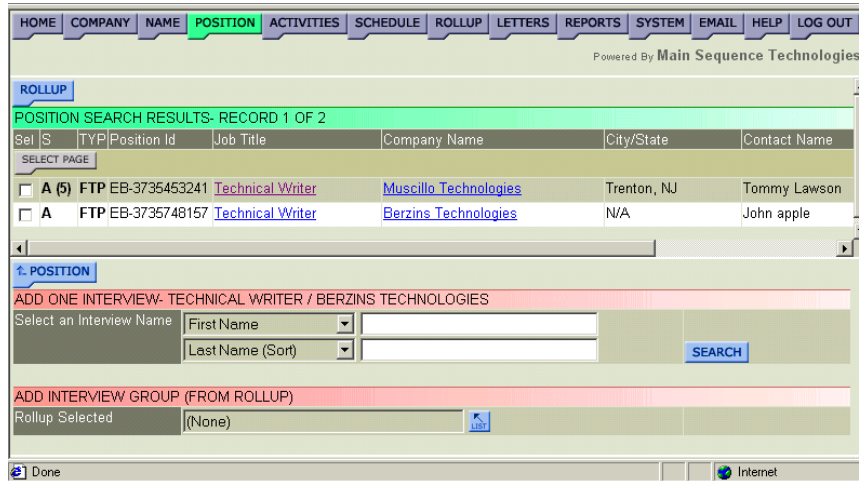 HOME COMPANY NAME POSITION ACTIVITIES SCHEDULE ROLLUP LETTERS REPORTS SYSTEM EMAIL HELP LOG OUT
Powered By Main Sequence Technologies
ROLLUP
POSITION SEARCH RESULTS- RECORD 1 OF 2
Sel S TYP Position Id Job Title Company Name City/State Contact Name
SELECT PAGE
A (5) FTP EB-3735453241 Technical Writer Muscillo Technologies Trenton, NJ Tommy Lawson
A FTP EB-3735748157 Technical Writer Berzins Technologies N/A John apple
POSITION
ADD ONE INTERVIEW- TECHNICAL WRITER / BERZINS TECHNOLOGIES
Select an Interview Name First Name
Last Name (Sort) SEARCH
ADD INTERVIEW GROUP (FROM ROLLUP)
Rollup Selected (None) LIST
Done Internet